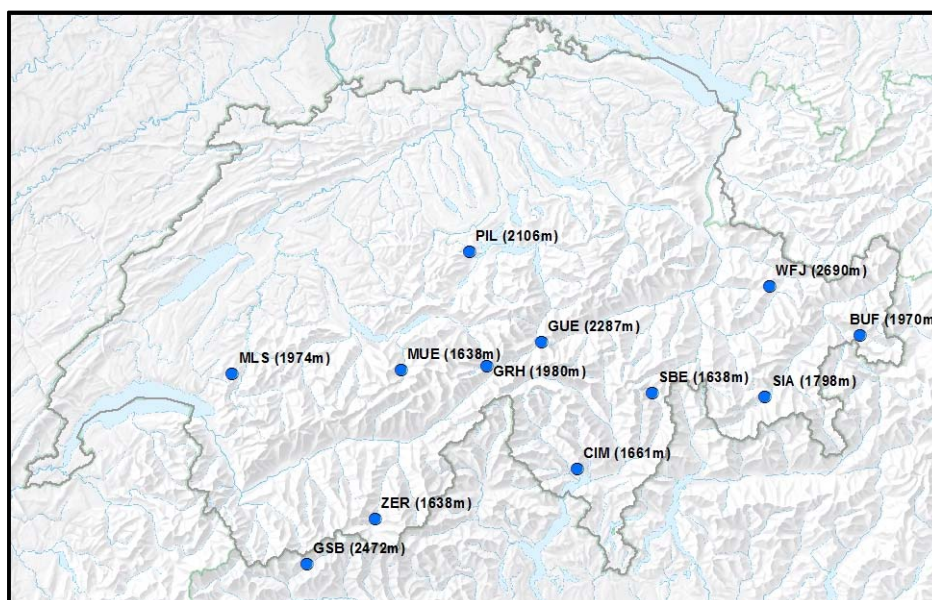 PIL (2106m)
WFJ (2690m)
BUF (1970m
GUE (2287m)
MLS (1974m)
MUE (1638m)
GRH (1980m)
SBE (1638m)
SIA (1798m)
CIM (1661m)
ZER (1638m)
GSB (2472m)